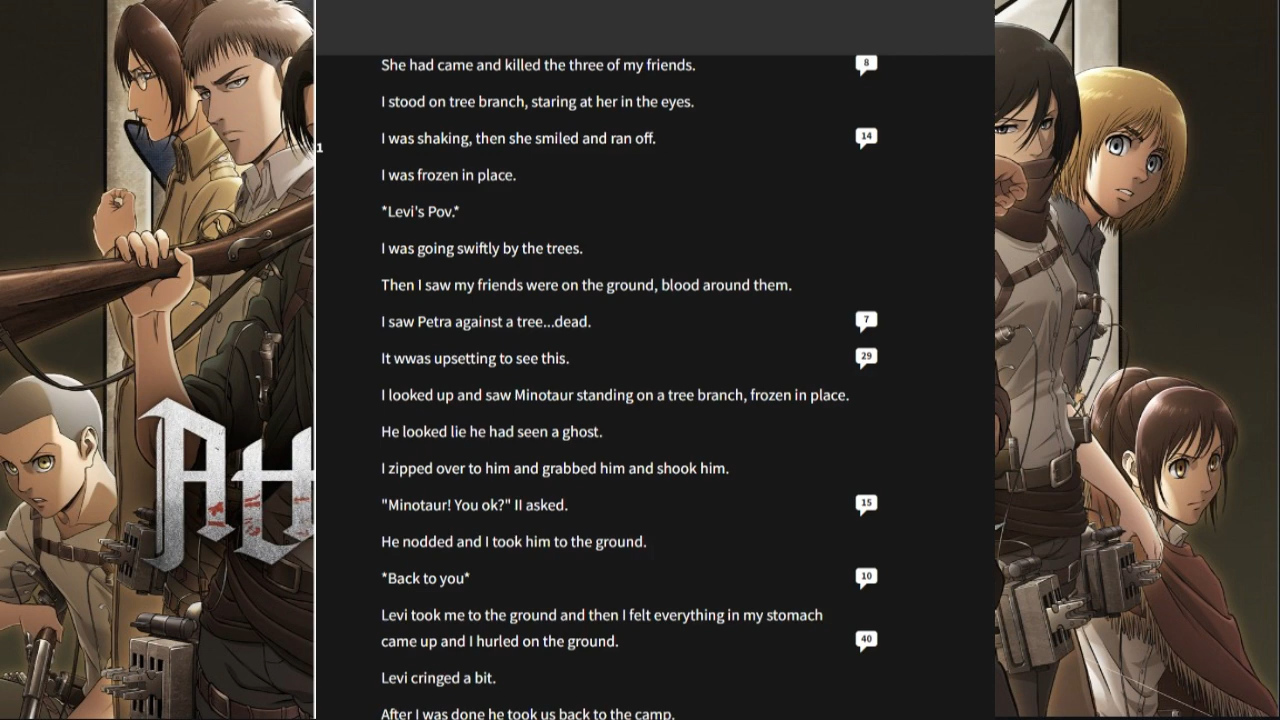 She had came and killed the three of my friends.
8
I stood on tree branch, staring at her in the eyes.
I was shaking, then she smiled and ran off.
14
1
I was frozen in place.
*Levi's Pov.*
I was going swiftly by the trees.
Then I saw my friends were on the ground, blood around them.
I saw Petra against a tree...dead.
7
It wwas upsetting to see this.
29
I looked up and saw Minotaur standing on a tree branch, frozen in place.
He looked lie he had seen a ghost.
I zipped over to him and grabbed him and shook him.
"Minotaur! You ok?" II asked.
15
He nodded and I took him to the ground.
*Back to you*
10
Levi took me to the ground and then I felt everything in my stomach
came up and I hurled on the ground.
40
Levi cringed a bit.
After I was done he took us back to the camp.
Att